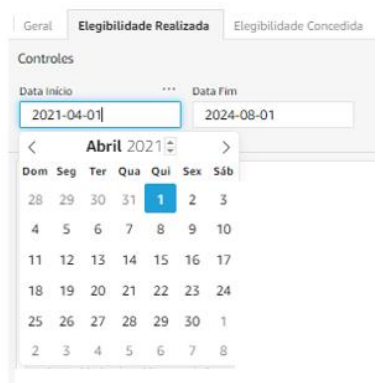 Geral Elegibilidade Realizada Elegibilidade Concedida
Controles
Data Início ... Data Fim
2021-04-01 2024-08-01
< Abril 2021 >
Dom Seg Ter Qua Qui Sex Sáb
28 29 30 31 1 2 3
4 5 6 7 8 9 10
11 12 13 14 15 16 17
18 19 20 21 22 23 24
25 26 27 28 29 30 1
2 3 4 5 6 7 8